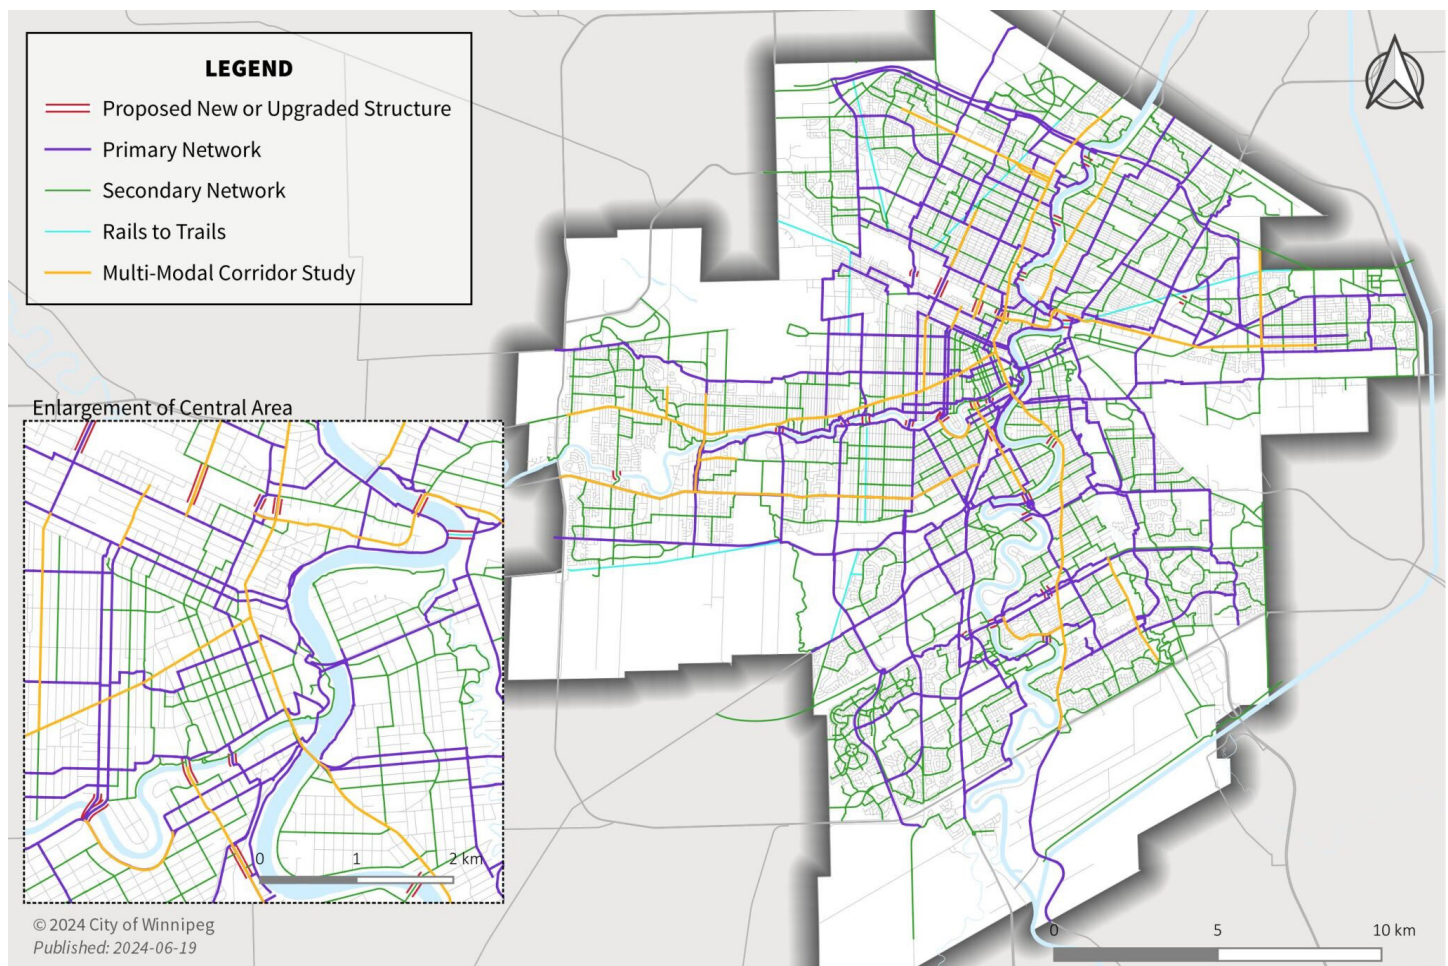 LEGEND
Proposed New or Upgraded Structure
Primary Network
Secondary Network
Rails to Trails
Multi-Modal Corridor Study
Enlargement of Central Area
0 1 2 km
© 2024 City of Winnipeg
Published: 2024-06-19
0 5 10 km